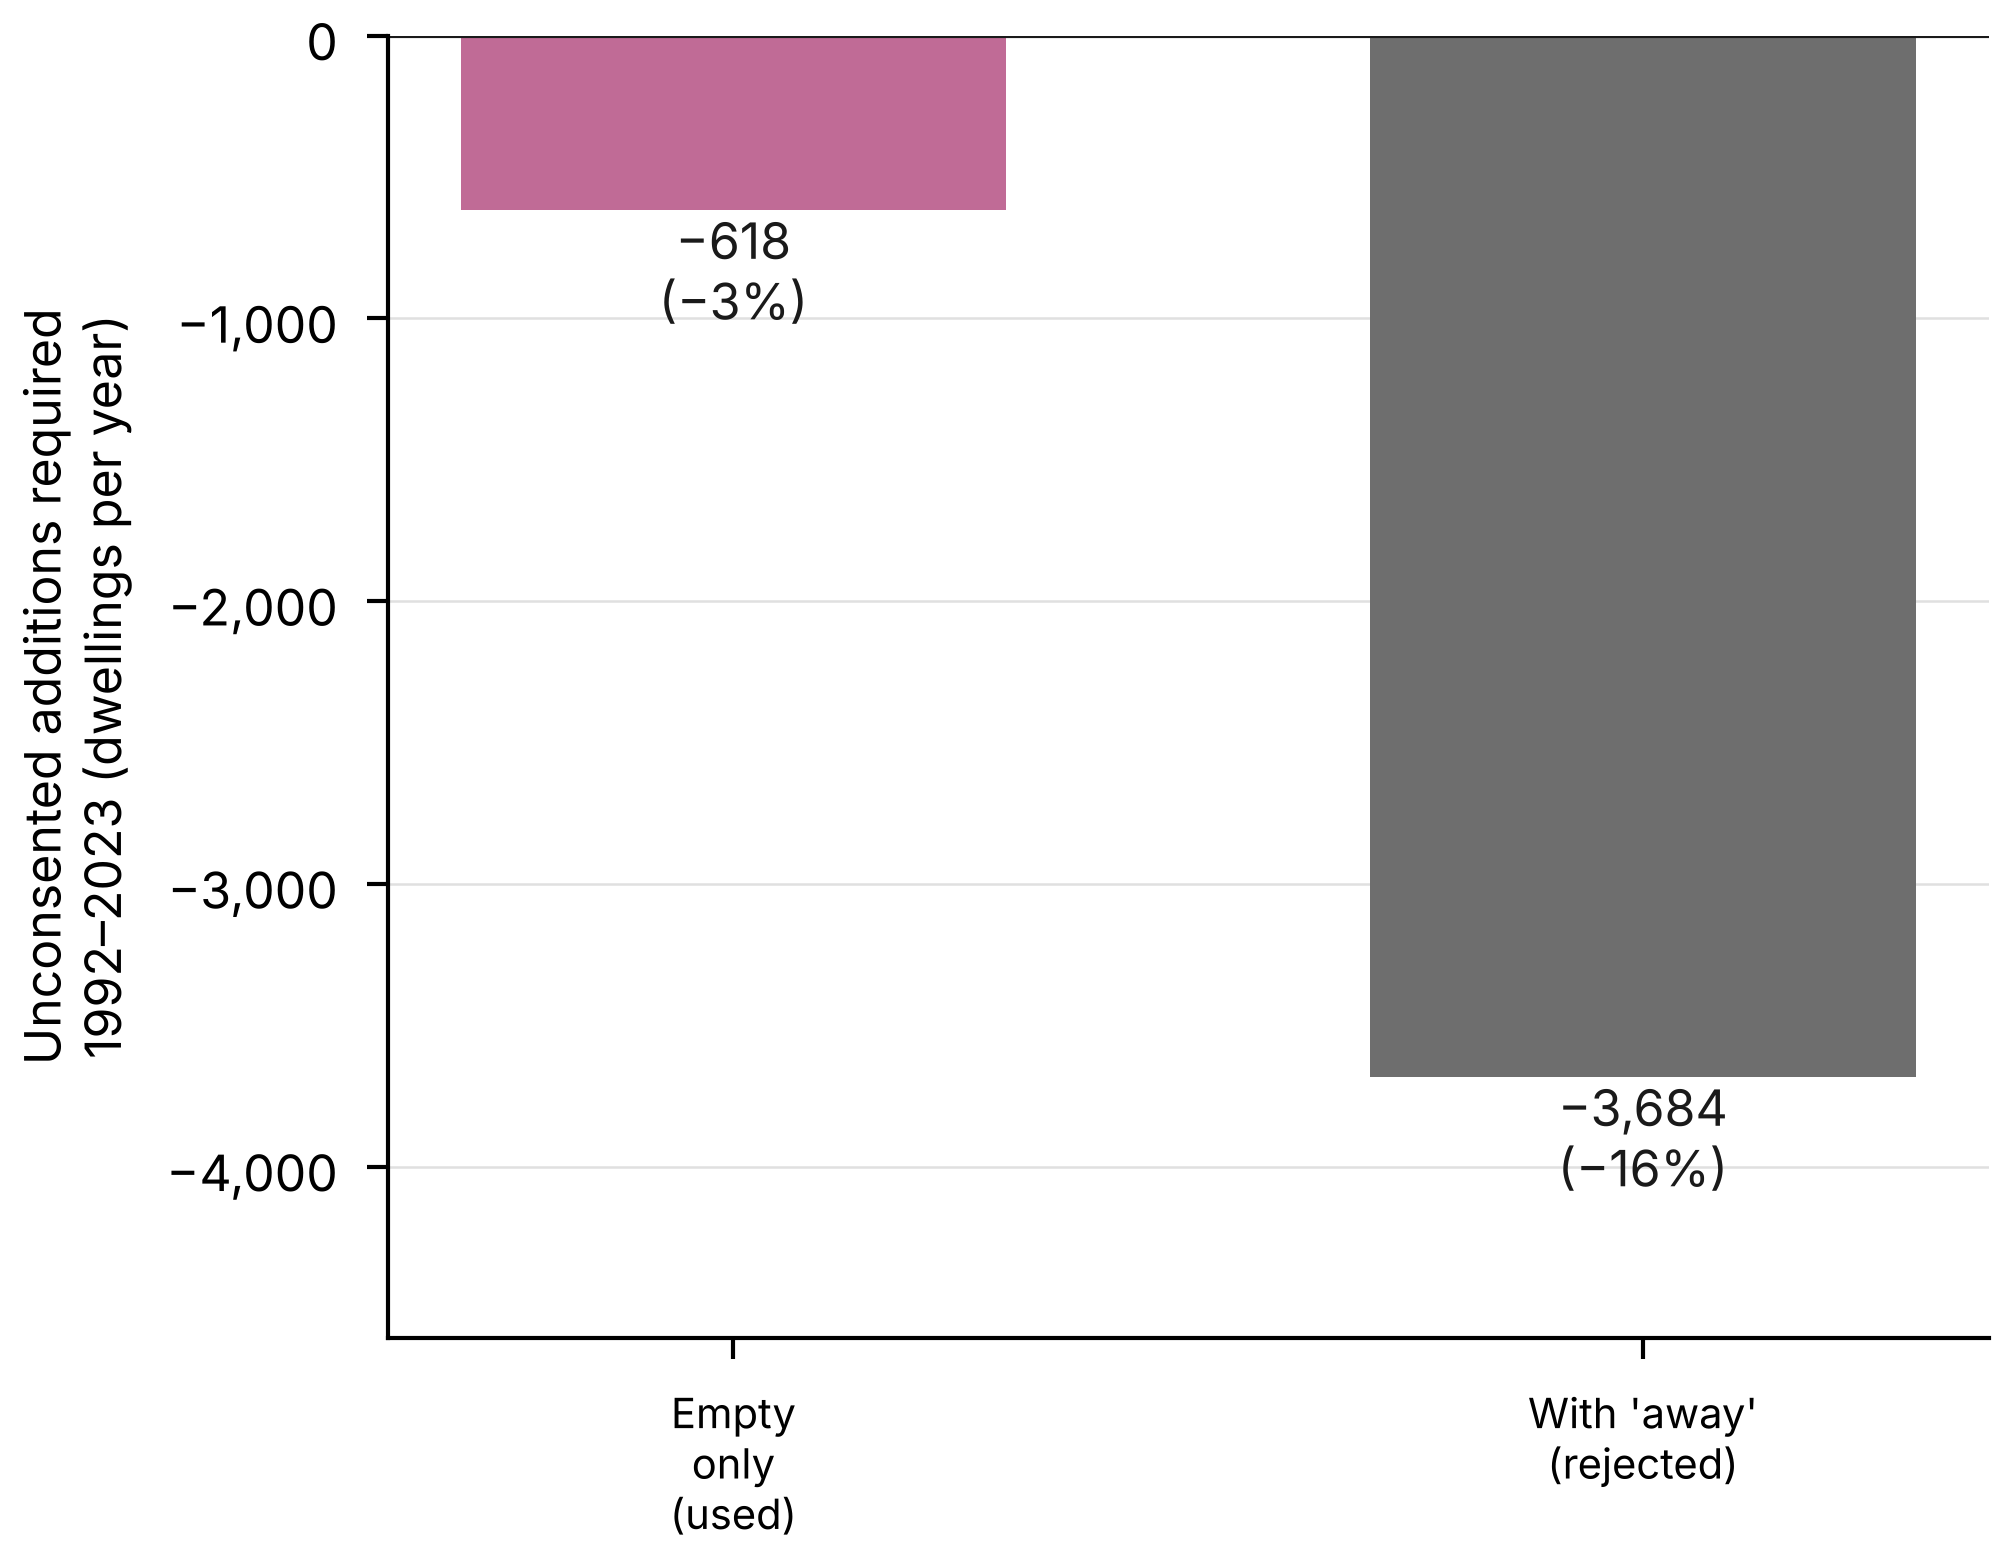 Unconsented additions required
1992–2023 (dwellings per year)
0
−1,000
−2,000
−3,000
−4,000
−618
(−3%)
−3,684
(−16%)
Empty
only
(used)
With 'away'
(rejected)